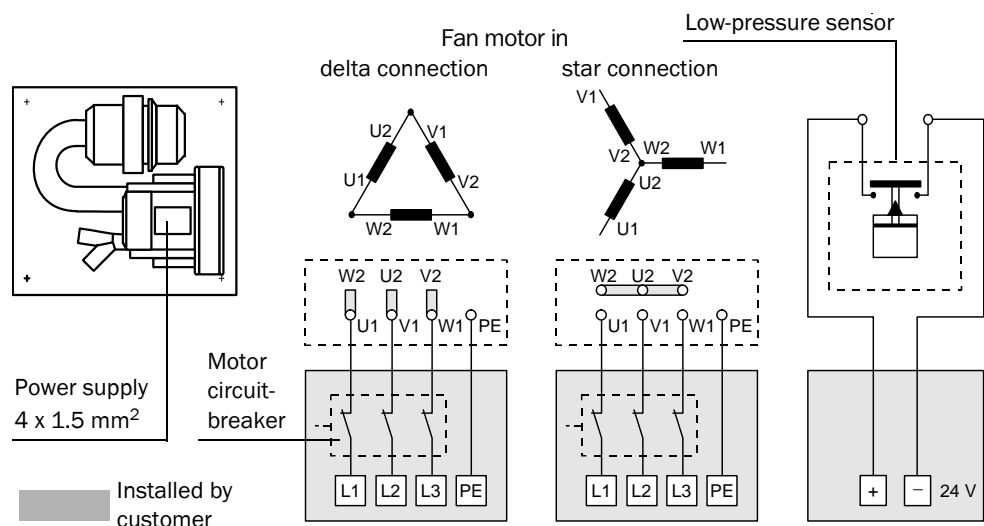 Low-pressure sensor
Fan motor in
delta connection
star connection
U2
V1
U1
V2
W2
W1
V1
V2
W2
W1
U2
U1
W2 U2 V2
U1 V1 W1 PE
W2 U2 V2
U1 V1 W1 PE
Power supply
4 x 1.5 mm²
Motor
circuit-
breaker
L1 L2 L3 PE
L1 L2 L3 PE
+ − 24 V
Installed by
customer